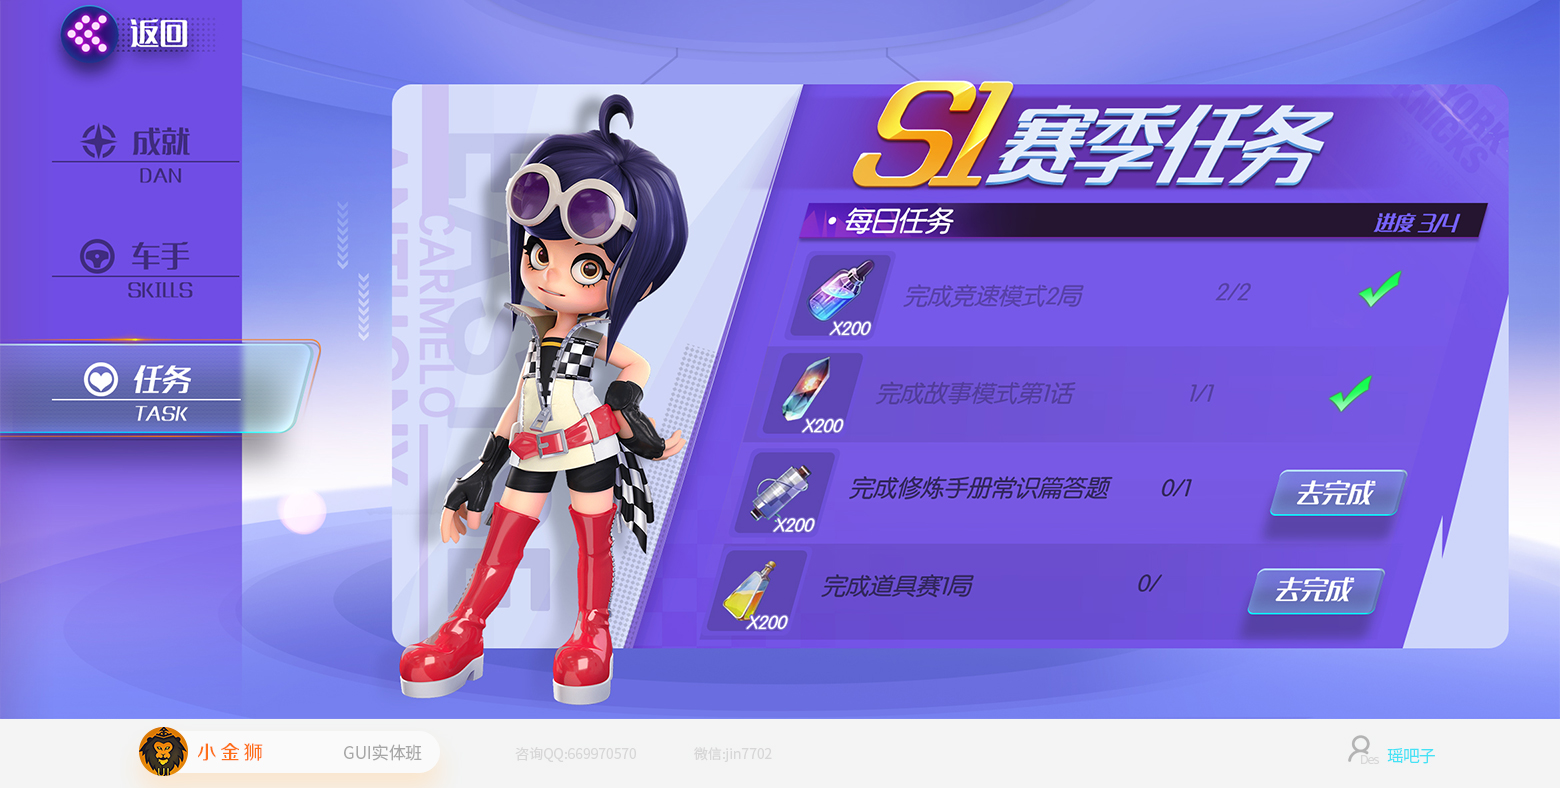 返回
成就
DAN
车手
SKILLS
任务
TASK
CARMELO
ANTHONY
YORK
KNICKS
S1赛季任务
每日任务
进度 3/4
X200
完成竞速模式2局
2/2
X200
完成故事模式第1话
1/1
X200
完成修炼手册常识篇答题
0/1
去完成
X200
完成道具赛1局
0/
去完成
小金狮
GUI实体班
咨询QQ:669970570
微信:jin7702
Des
瑶吧子